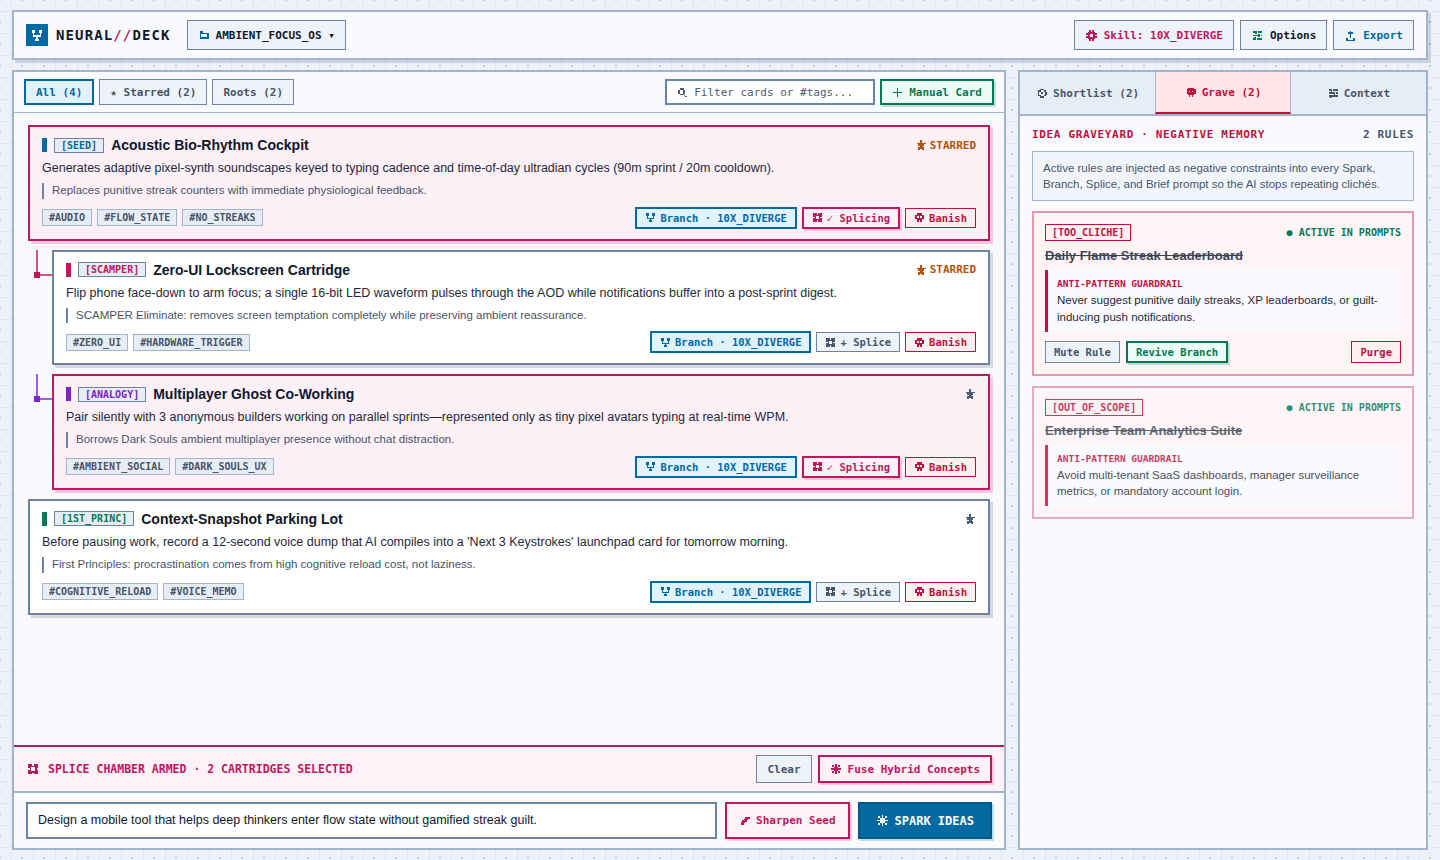 NEURAL//DECK
AMBIENT_FOCUS_OS ▾
Skill: 10X_DIVERGE
Options
Export
All (4)
★ Starred (2)
Roots (2)
Filter cards or #tags...
Manual Card
[SEED] Acoustic Bio-Rhythm Cockpit
STARRED
Generates adaptive pixel-synth soundscapes keyed to typing cadence and time-of-day ultradian cycles (90m sprint / 20m cooldown).
Replaces punitive streak counters with immediate physiological feedback.
#AUDIO #FLOW_STATE #NO_STREAKS
Branch · 10X_DIVERGE
✓ Splicing
Banish
[SCAMPER] Zero-UI Lockscreen Cartridge
STARRED
Flip phone face-down to arm focus; a single 16-bit LED waveform pulses through the AOD while notifications buffer into a post-sprint digest.
SCAMPER Eliminate: removes screen temptation completely while preserving ambient reassurance.
#ZERO_UI #HARDWARE_TRIGGER
Branch · 10X_DIVERGE
+ Splice
Banish
[ANALOGY] Multiplayer Ghost Co-Working
Pair silently with 3 anonymous builders working on parallel sprints—represented only as tiny pixel avatars typing at real-time WPM.
Borrows Dark Souls ambient multiplayer presence without chat distraction.
#AMBIENT_SOCIAL #DARK_SOULS_UX
Branch · 10X_DIVERGE
✓ Splicing
Banish
[1ST_PRINC] Context-Snapshot Parking Lot
Before pausing work, record a 12-second voice dump that AI compiles into a 'Next 3 Keystrokes' launchpad card for tomorrow morning.
First Principles: procrastination comes from high cognitive reload cost, not laziness.
#COGNITIVE_RELOAD #VOICE_MEMO
Branch · 10X_DIVERGE
+ Splice
Banish
SPLICE CHAMBER ARMED · 2 CARTRIDGES SELECTED
Clear
Fuse Hybrid Concepts
Design a mobile tool that helps deep thinkers enter flow state without gamified streak guilt.
Sharpen Seed
SPARK IDEAS
Shortlist (2)
Grave (2)
Context
IDEA GRAVEYARD · NEGATIVE MEMORY
2 RULES
Active rules are injected as negative constraints into every Spark,
Branch, Splice, and Brief prompt so the AI stops repeating clichés.
[TOO_CLICHE]
● ACTIVE IN PROMPTS
Daily Flame Streak Leaderboard
ANTI-PATTERN GUARDRAIL
Never suggest punitive daily streaks, XP leaderboards, or guilt-
inducing push notifications.
Mute Rule
Revive Branch
Purge
[OUT_OF_SCOPE]
● ACTIVE IN PROMPTS
Enterprise Team Analytics Suite
ANTI-PATTERN GUARDRAIL
Avoid multi-tenant SaaS dashboards, manager surveillance
metrics, or mandatory account login.